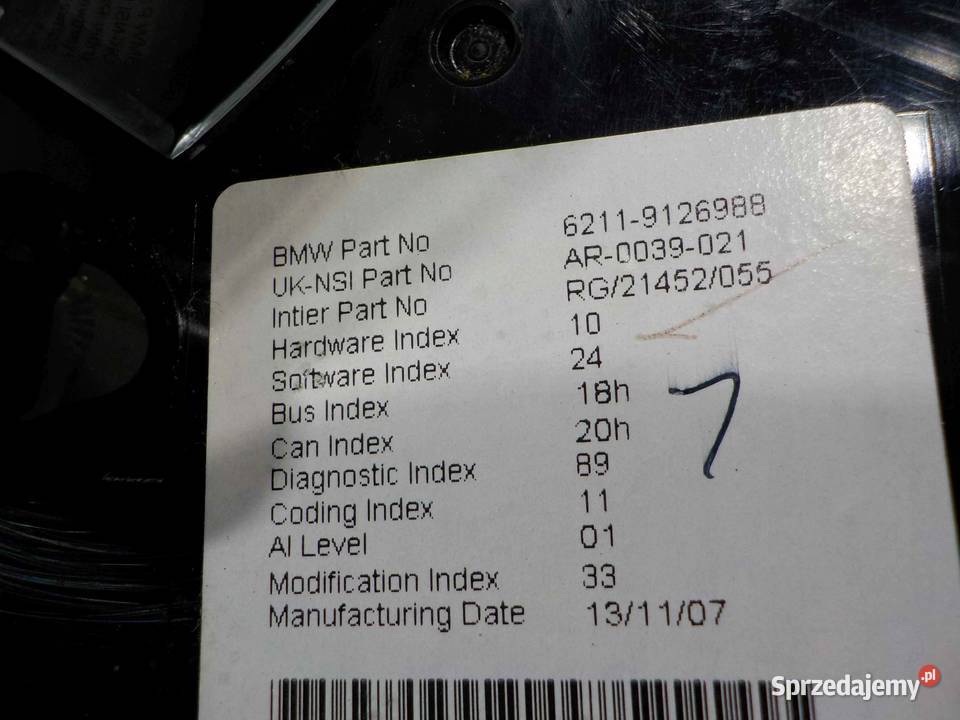 BMW Part No 6211-9126988
UK-NSI Part No AR-0039-021
Intier Part No RG/21452/055
Hardware Index 10
Software Index 24
Bus Index 18h
Can Index 20h
Diagnostic Index 89
Coding Index 11
AI Level 01
Modification Index 33
Manufacturing Date 13/11/07
7
Sprzedajemy.pl